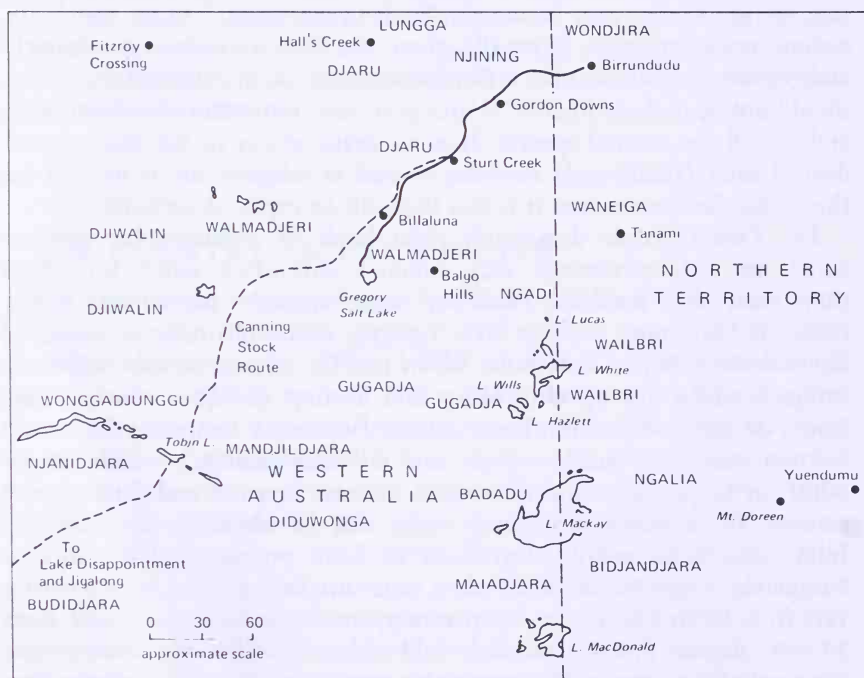 LUNGGA
WONDJIRA
Fitzroy
Crossing
Hall's Creek
NJINING
Birrundudu
DJARU
Gordon Downs
DJARU
Sturt Creek
WALMADJERI
DJIWALIN
Billaluna
WANEIGA
Tanami
WALMADJERI
Balgo
Hills
NORTHERN
TERRITORY
Gregory
Salt Lake
NGADI
DJIWALIN
L. Lucas
Canning
Stock
Route
WAILBRI
L. White
GUGADJA
L. Wills
WAILBRI
GUGADJA
L. Hazlett
WONGGADJUNGGU
Tobin L.
MANDJILDJARA
NJANIDJARA
WESTERN
AUSTRALIA
BADADU
NGALIA
Yuendumu
Mt. Doreen
DIDUWONGA
L. Mackay
To
Lake Disappointment
and Jigalong
BIDJANDJARA
MAIADJARA
BUDIDJARA
0 30 60
approximate scale
L. MacDonald